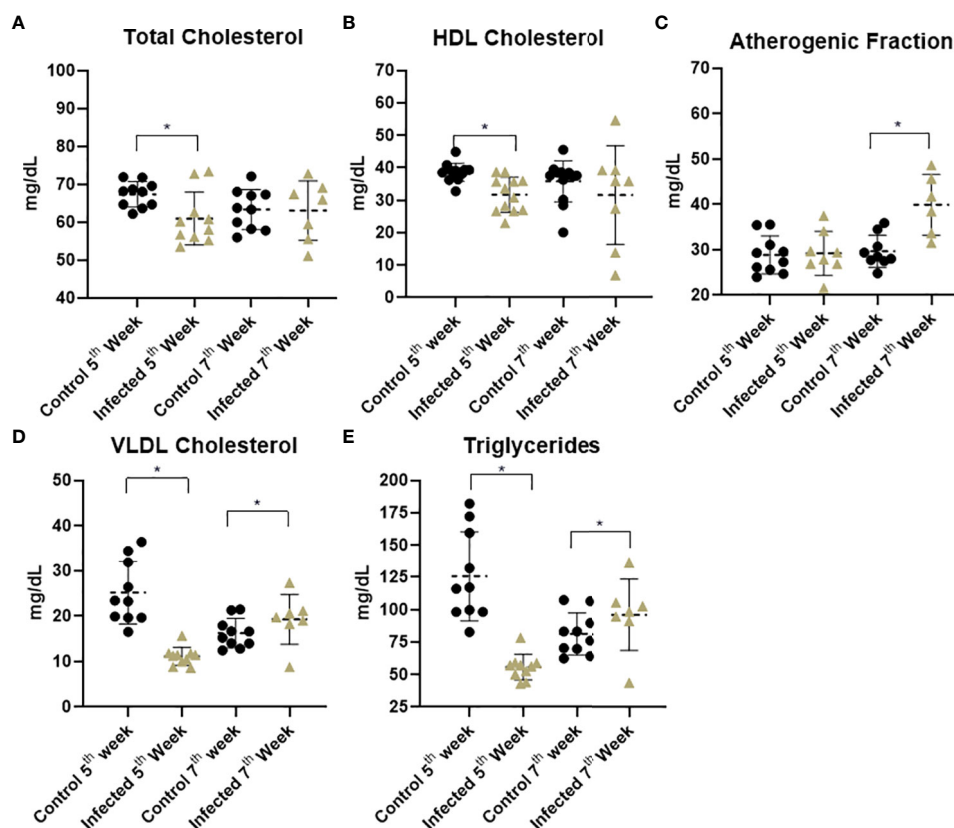 A
Total Cholesterol
mg/dL
100
90
80
70
60
50
40
*
Control 5th Week
Infected 5th Week
Control 7th Week
Infected 7th Week
B
HDL Cholesterol
mg/dL
70
60
50
40
30
20
10
0
*
Control 5th week
Infected 5th Week
Control 7th week
Infected 7th Week
C
Atherogenic Fraction
mg/dL
70
60
50
40
30
20
*
Control 5th Week
Infected 5th Week
Control 7th Week
Infected 7th Week
D
VLDL Cholesterol
mg/dL
50
40
30
20
10
0
*
*
Control 5th week
Infected 5th Week
Control 7th week
Infected 7th Week
E
Triglycerides
mg/dL
200
175
150
125
100
75
50
25
*
*
Control 5th week
Infected 5th Week
Control 7th week
Infected 7th Week